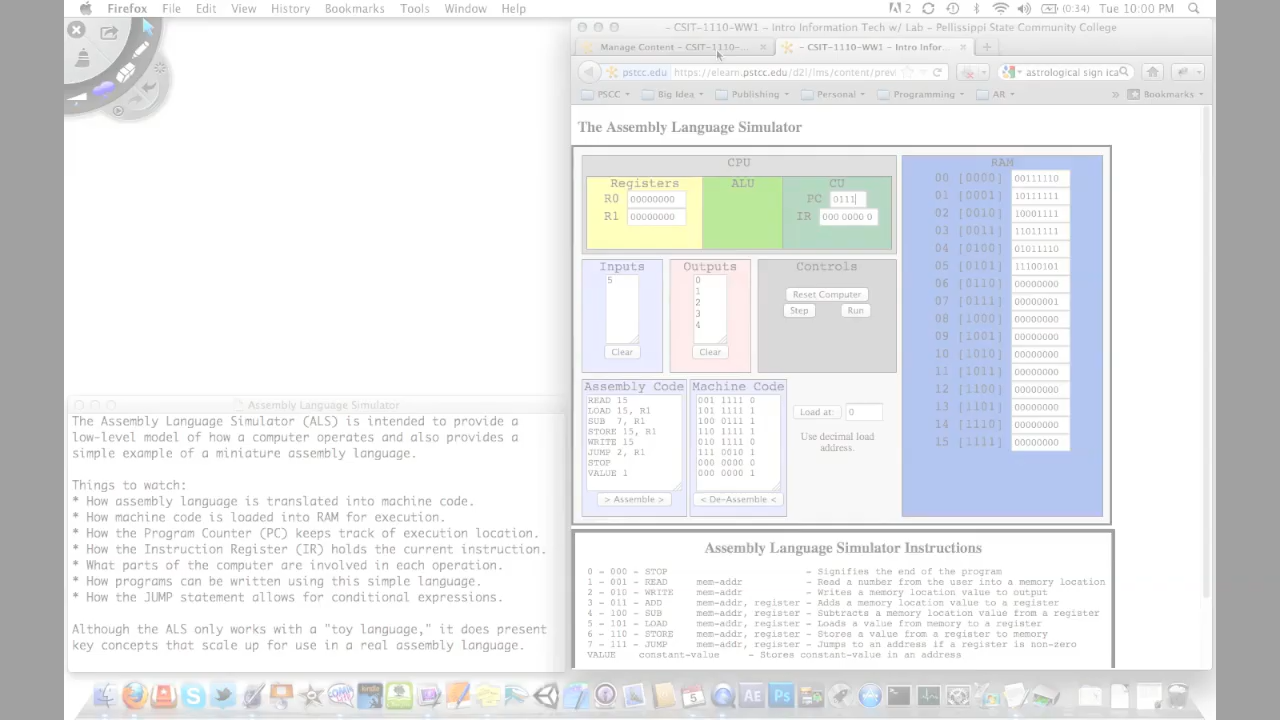 Firefox File Edit View History Bookmarks Tools Window Help
2 (0:34) Tue 10:00 PM
- CSIT-1110-WW1 - Intro Information Tech w/ Lab - Pellissippi State Community College
Manage Content - CSIT-1110-... - CSIT-1110-WW1 - Intro Infor...
pstcc.edu https://elearn.pstcc.edu/d2l/lms/content/previ astrological sign ica
PSCC Big Idea Publishing Personal Programming AR » Bookmarks
The Assembly Language Simulator
CPU
Registers ALU CU
R0 00000000 PC 0111
R1 00000000 IR 000 0000 0
Inputs Outputs Controls
5
0
1
2
3
4
Reset Computer
Step Run
Clear Clear
Assembly Code
READ 15
LOAD 15, R1
SUB 7, R1
STORE 15, R1
WRITE 15
JUMP 2, R1
STOP
VALUE 1
> Assemble >
Machine Code
001 1111 0
101 1111 1
100 0111 1
110 1111 1
010 1111 0
111 0010 1
000 0000 0
000 0000 1
< De-Assemble <
Load at: 0
Use decimal load
address.
RAM
00 [0000] 00111110
01 [0001] 10111111
02 [0010] 10001111
03 [0011] 11011111
04 [0100] 01011110
05 [0101] 11100101
06 [0110] 00000000
07 [0111] 00000001
08 [1000] 00000000
09 [1001] 00000000
10 [1010] 00000000
11 [1011] 00000000
12 [1100] 00000000
13 [1101] 00000000
14 [1110] 00000000
15 [1111] 00000000
Assembly Language Simulator Instructions
0 - 000 - STOP - Signifies the end of the program
1 - 001 - READ mem-addr - Read a number from the user into a memory location
2 - 010 - WRITE mem-addr - Writes a memory location value to output
3 - 011 - ADD mem-addr, register - Adds a memory location value to a register
4 - 100 - SUB mem-addr, register - Subtracts a memory location value from a register
5 - 101 - LOAD mem-addr, register - Loads a value from memory to a register
6 - 110 - STORE mem-addr, register - Stores a value from a register to memory
7 - 111 - JUMP mem-addr, register - Jumps to an address if a register is non-zero
VALUE constant-value - Stores constant-value in an address
Assembly Language Simulator
The Assembly Language Simulator (ALS) is intended to provide a
low-level model of how a computer operates and also provides a
simple example of a miniature assembly language.
Things to watch:
* How assembly language is translated into machine code.
* How machine code is loaded into RAM for execution.
* How the Program Counter (PC) keeps track of execution location.
* How the Instruction Register (IR) holds the current instruction.
* What parts of the computer are involved in each operation.
* How programs can be written using this simple language.
* How the JUMP statement allows for conditional expressions.
Although the ALS only works with a "toy language," it does present
key concepts that scale up for use in a real assembly language.